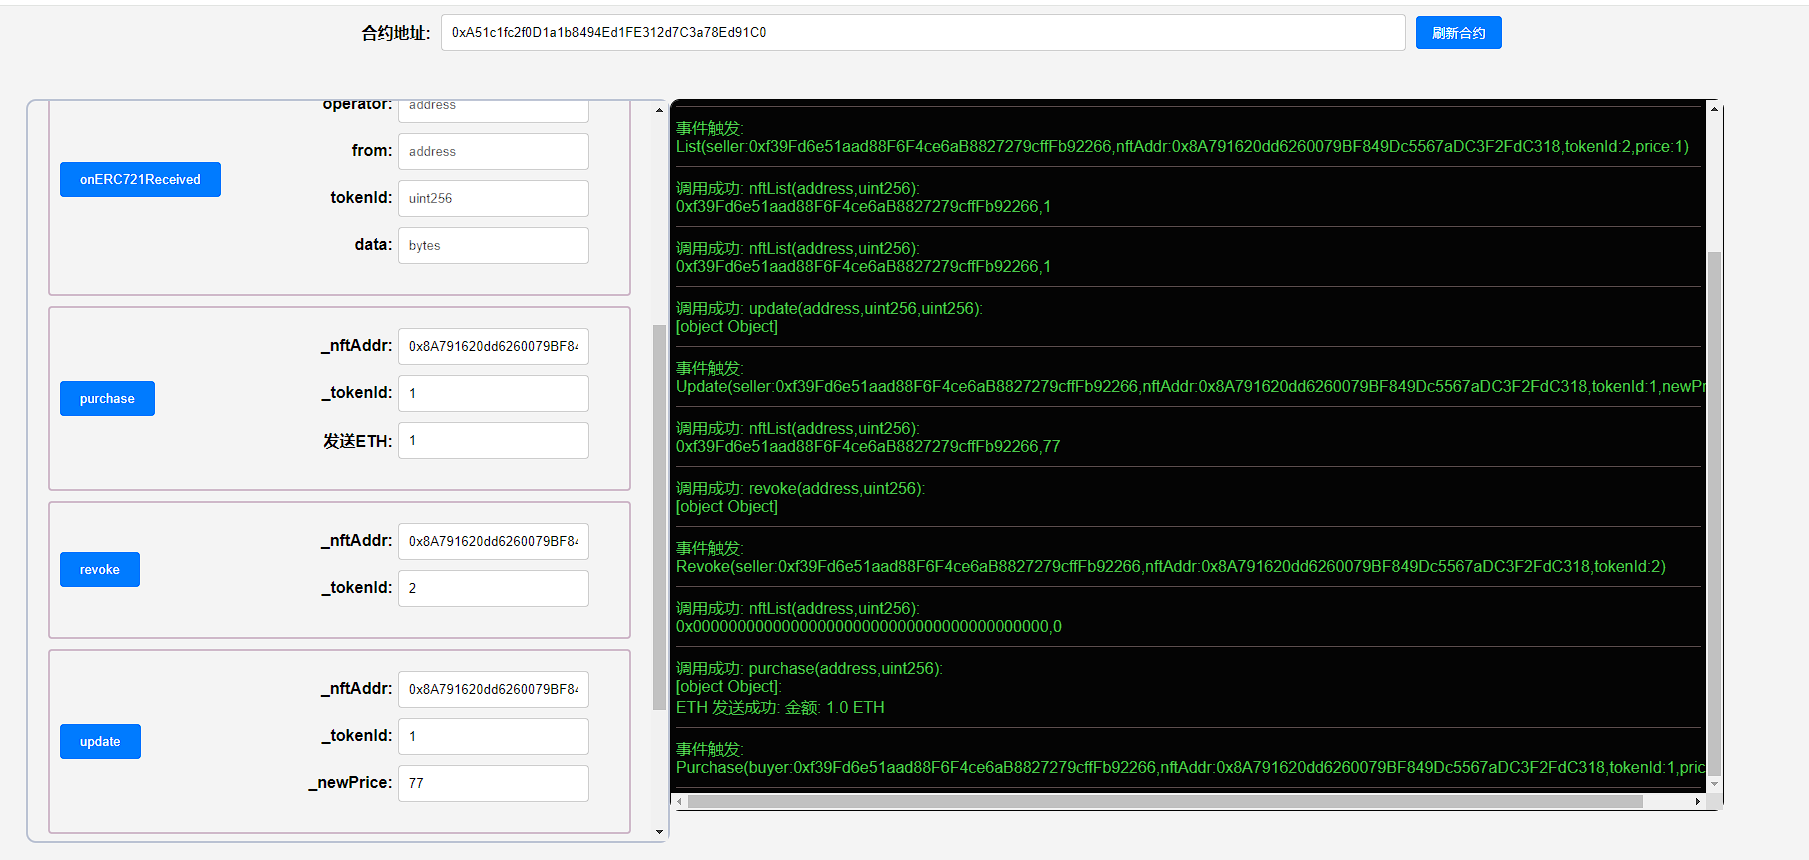 合约地址: 0xA51c1fc2f0D1a1b8494Ed1FE312d7C3a78Ed91C0 刷新合约
operator: address
from: address
onERC721Received
tokenId: uint256
data: bytes
_nftAddr: 0x8A791620dd6260079BF84
purchase
_tokenId: 1
发送ETH: 1
_nftAddr: 0x8A791620dd6260079BF84
revoke
_tokenId: 2
_nftAddr: 0x8A791620dd6260079BF84
_tokenId: 1
update
_newPrice: 77
事件触发:
List(seller:0xf39Fd6e51aad88F6F4ce6aB8827279cffFb92266,nftAddr:0x8A791620dd6260079BF849Dc5567aDC3F2FdC318,tokenId:2,price:1)
调用成功: nftList(address,uint256):
0xf39Fd6e51aad88F6F4ce6aB8827279cffFb92266,1
调用成功: nftList(address,uint256):
0xf39Fd6e51aad88F6F4ce6aB8827279cffFb92266,1
调用成功: update(address,uint256,uint256):
[object Object]
事件触发:
Update(seller:0xf39Fd6e51aad88F6F4ce6aB8827279cffFb92266,nftAddr:0x8A791620dd6260079BF849Dc5567aDC3F2FdC318,tokenId:1,newPr
调用成功: nftList(address,uint256):
0xf39Fd6e51aad88F6F4ce6aB8827279cffFb92266,77
调用成功: revoke(address,uint256):
[object Object]
事件触发:
Revoke(seller:0xf39Fd6e51aad88F6F4ce6aB8827279cffFb92266,nftAddr:0x8A791620dd6260079BF849Dc5567aDC3F2FdC318,tokenId:2)
调用成功: nftList(address,uint256):
0x0000000000000000000000000000000000000000,0
调用成功: purchase(address,uint256):
[object Object]:
ETH 发送成功: 金额: 1.0 ETH
事件触发:
Purchase(buyer:0xf39Fd6e51aad88F6F4ce6aB8827279cffFb92266,nftAddr:0x8A791620dd6260079BF849Dc5567aDC3F2FdC318,tokenId:1,pric